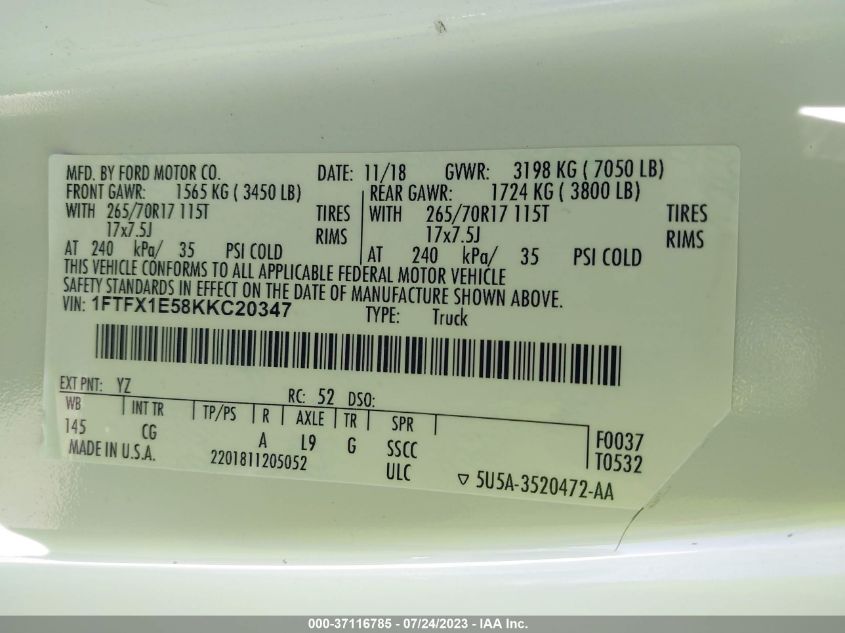 MFD. BY FORD MOTOR CO. DATE: 11/18 GVWR: 3198 KG ( 7050 LB)
FRONT GAWR: 1565 KG ( 3450 LB) REAR GAWR: 1724 KG ( 3800 LB)
WITH 265/70R17 115T TIRES WITH 265/70R17 115T TIRES
17x7.5J RIMS 17x7.5J RIMS
AT 240 kPa/ 35 PSI COLD AT 240 kPa/ 35 PSI COLD
THIS VEHICLE CONFORMS TO ALL APPLICABLE FEDERAL MOTOR VEHICLE
SAFETY STANDARDS IN EFFECT ON THE DATE OF MANUFACTURE SHOWN ABOVE.
VIN: 1FTFX1E58KKC20347 TYPE: Truck
EXT PNT: YZ RC: 52 DSO:
WB INT TR TP/PS R AXLE TR SPR
145 CG A L9 G SSCC F0037
MADE IN U.S.A. 2201811205052 ULC T0532
5U5A-3520472-AA
000-37116785 - 07/24/2023 - IAA Inc.